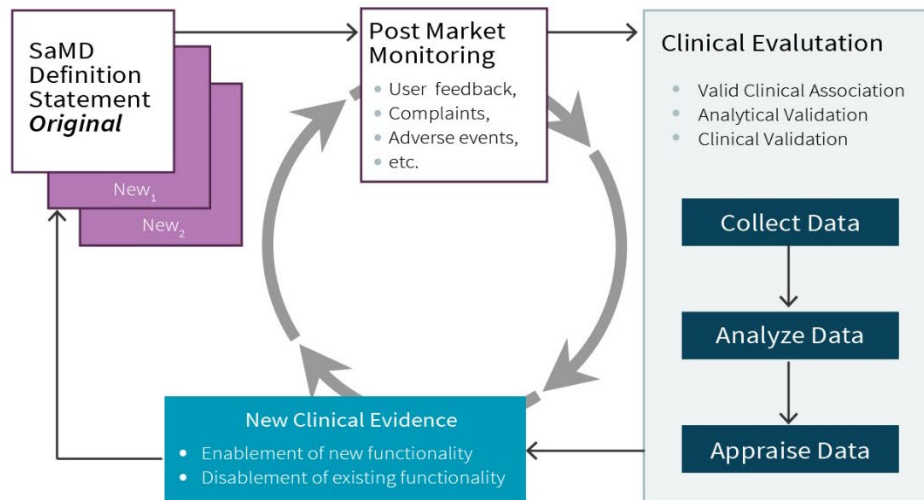 SaMD
Definition
Statement
Original
New1
New2
Post Market
Monitoring
• User feedback,
• Complaints,
• Adverse events,
• etc.
Clinical Evalutation
• Valid Clinical Association
• Analytical Validation
• Clinical Validation
Collect Data
Analyze Data
Appraise Data
New Clinical Evidence
• Enablement of new functionality
• Disablement of existing functionality